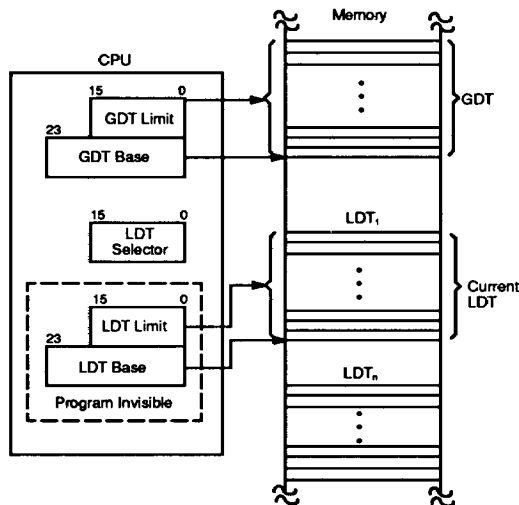 Memory
CPU
15 0
GDT Limit
23
GDT Base
GDT
15 0
LDT
Selector
LDT₁
15 0
LDT Limit
23
LDT Base
Program Invisible
Current
LDT
LDTₙ